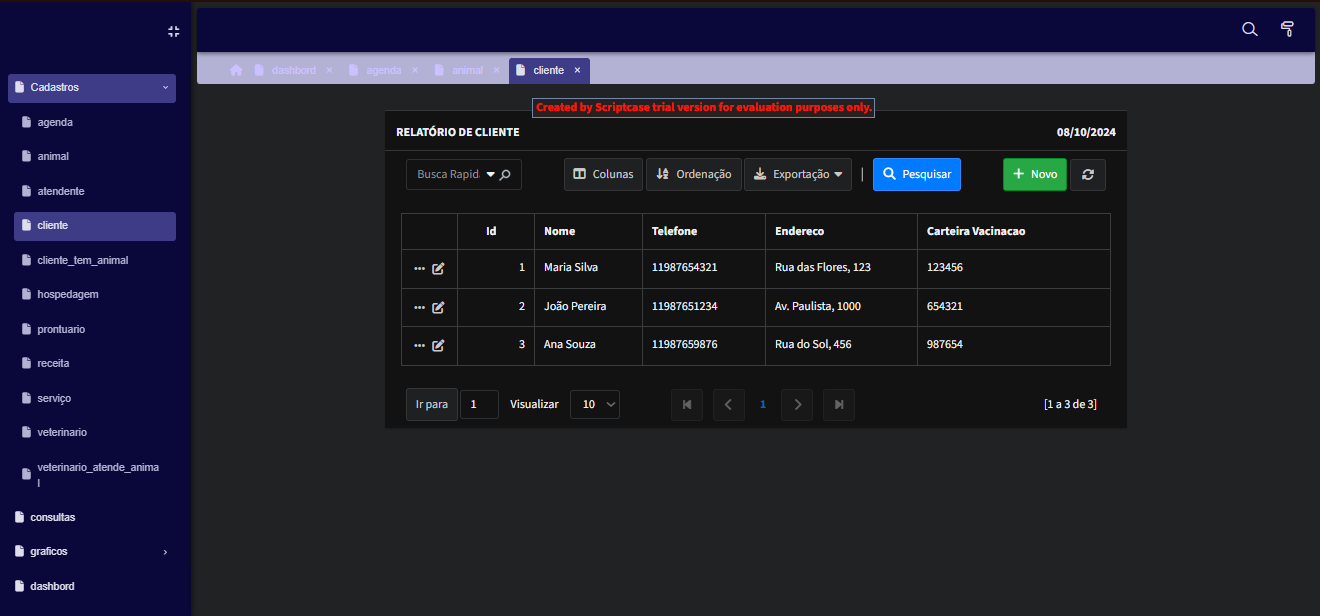 Cadastros
agenda
animal
atendente
cliente
cliente_tem_animal
hospedagem
prontuario
receita
serviço
veterinario
veterinario_atende_anima
l
consultas
graficos
dashbord
dashbord × agenda × animal × cliente ×
Created by Scriptcase trial version for evaluation purposes only.
RELATÓRIO DE CLIENTE 08/10/2024
Busca Rapid Colunas Ordenação Exportação | Pesquisar + Novo
Id Nome Telefone Endereco Carteira Vacinacao
1 Maria Silva 11987654321 Rua das Flores, 123 123456
2 João Pereira 11987651234 Av. Paulista, 1000 654321
3 Ana Souza 11987659876 Rua do Sol, 456 987654
Ir para 1 Visualizar 10 1 [1 a 3 de 3]